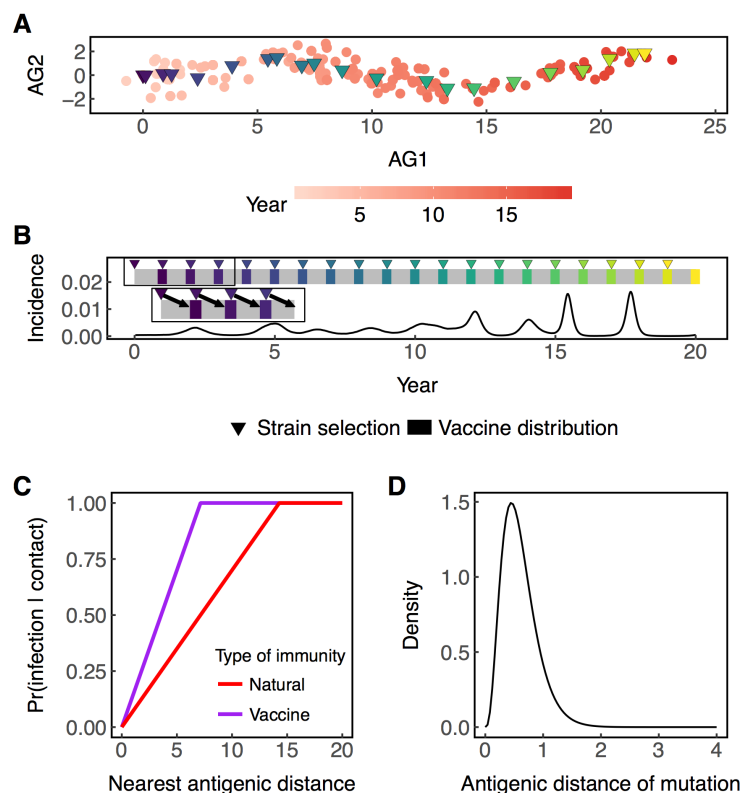 A
AG2
2
0
−2
0 5 10 15 20 25
AG1
Year
5 10 15
B
Incidence
0.02
0.01
0.00
0 5 10 15 20
Year
Strain selection Vaccine distribution
C
Pr(infection | contact)
1.00
0.75
0.50
0.25
0.00
Type of immunity
Natural
Vaccine
0 5 10 15 20
Nearest antigenic distance
D
Density
1.5
1.0
0.5
0.0
0 1 2 3 4
Antigenic distance of mutation